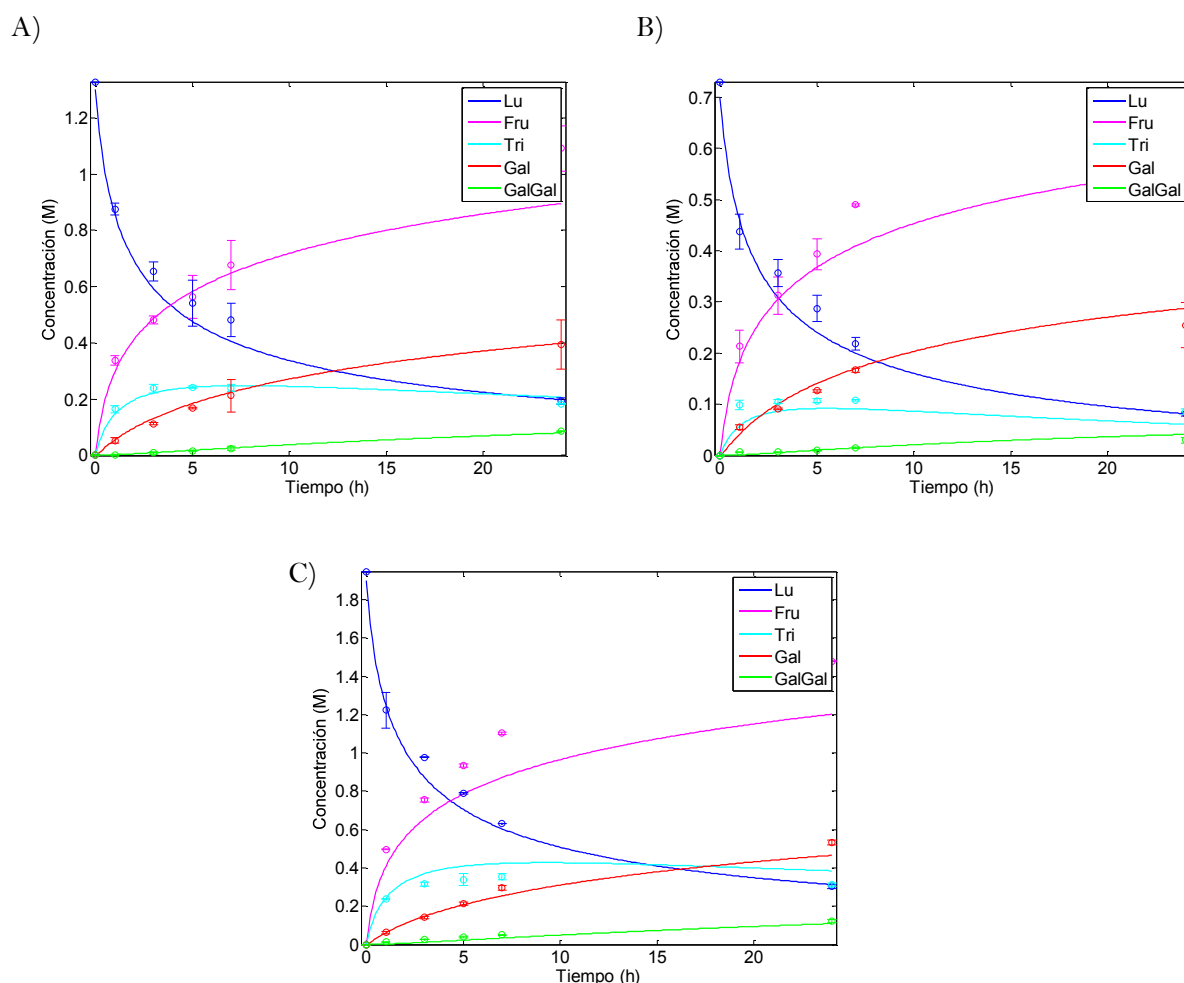 A)
B)
Concentración (M)
1.2
1
0.8
0.6
0.4
0.2
0
0
5
10
15
20
Tiempo (h)
Lu
Fru
Tri
Gal
GalGal
Concentración (M)
0.7
0.6
0.5
0.4
0.3
0.2
0.1
0
0
5
10
15
20
Tiempo (h)
Lu
Fru
Tri
Gal
GalGal
C)
Concentración (M)
1.8
1.6
1.4
1.2
1
0.8
0.6
0.4
0.2
0
0
5
10
15
20
Tiempo (h)
Lu
Fru
Tri
Gal
GalGal